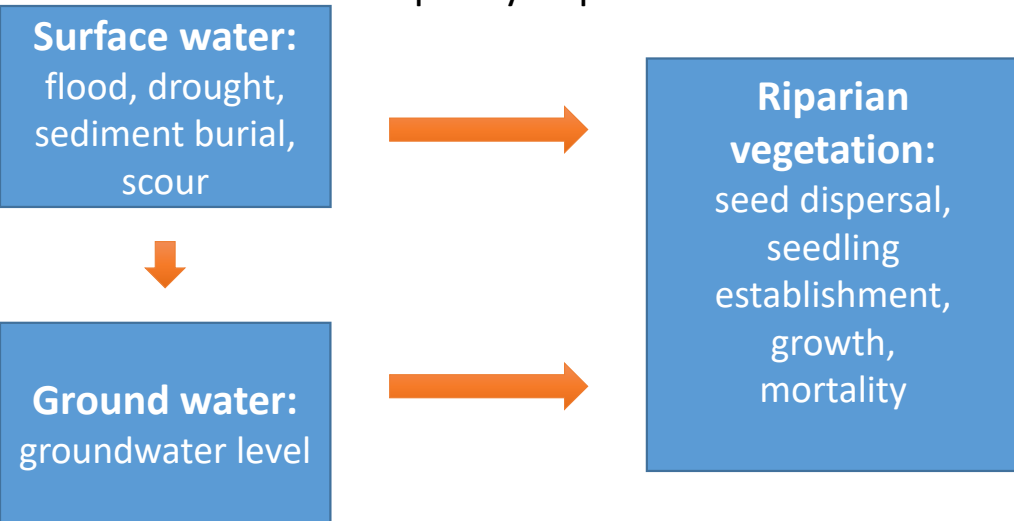 Surface water:
flood, drought,
sediment burial,
scour
Riparian
vegetation:
seed dispersal,
seedling
establishment,
growth,
mortality
Ground water:
groundwater level